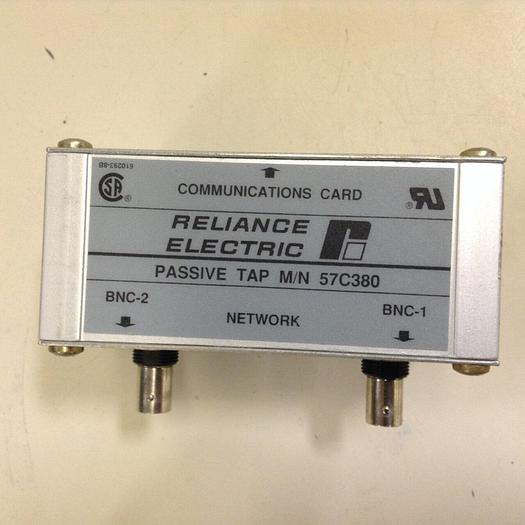 610293-8B
COMMUNICATIONS CARD
RELIANCE
ELECTRIC
PASSIVE TAP M/N 57C380
BNC-2
BNC-1
NETWORK